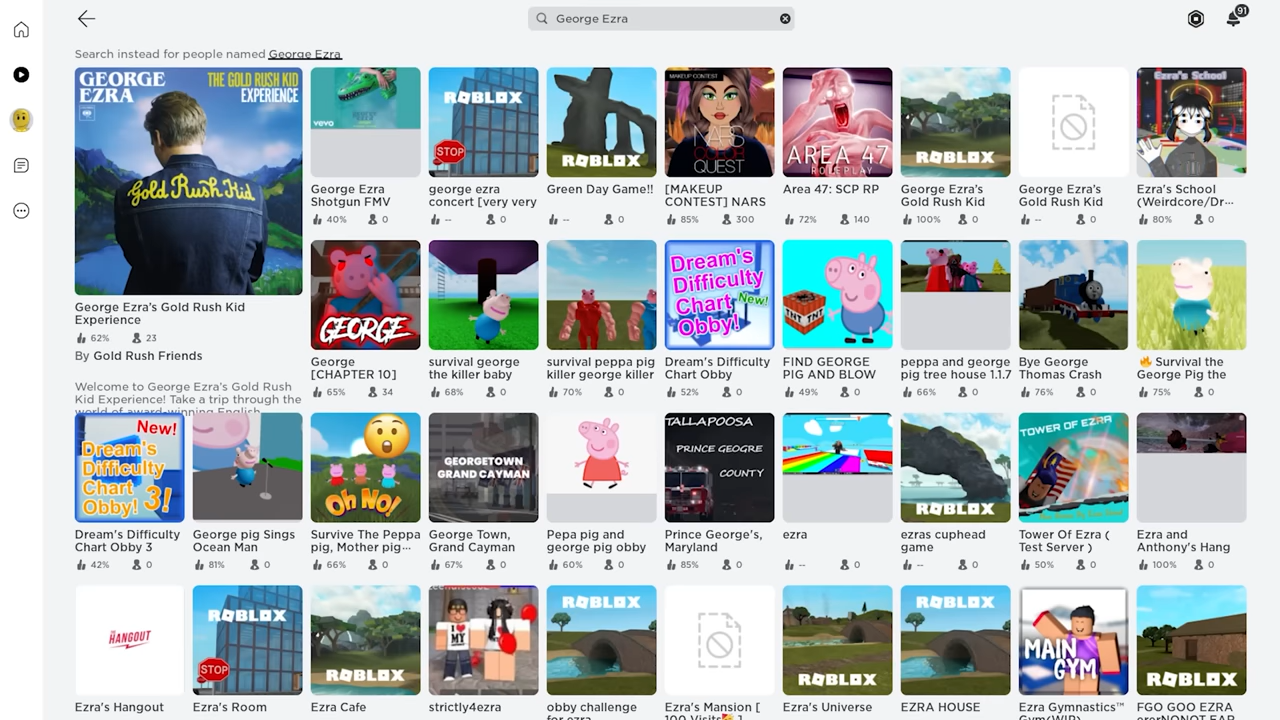 George Ezra
91
Search instead for people named George Ezra
GEORGE EZRA
THE GOLD RUSH KID EXPERIENCE
Gold Rush Kid
George Ezra's Gold Rush Kid
Experience
62% 23
By Gold Rush Friends
Welcome to George Ezra's Gold Rush
Kid Experience! Take a trip through the
world of award-winning English
vevo
George Ezra
Shotgun FMV
40% 0
ROBLOX
STOP
george ezra
concert [very very
-- 0
ROBLOX
Green Day Game!!
-- 0
MAKEUP CONTEST
NARS
COLOR
QUEST
[MAKEUP
CONTEST] NARS
85% 300
AREA 47
ROLEPLAY
Area 47: SCP RP
72% 140
ROBLOX
George Ezra's
Gold Rush Kid
100% 0
George Ezra's
Gold Rush Kid
-- 0
Ezra's School
Ezra's School
(Weirdcore/Dr...
80% 0
GEORGE
George
[CHAPTER 10]
65% 34
survival george
the killer baby
68% 0
survival peppa pig
killer george killer
70% 0
Dream's
Difficulty
Chart New!
Obby!
Dream's Difficulty
Chart Obby
52% 0
TNT TNT
FIND GEORGE
PIG AND BLOW
49% 0
peppa and george
pig tree house 1.1.7
66% 0
Bye George
Thomas Crash
76% 0
🔥 Survival the
George Pig the
75% 0
New!
Dream's
Difficulty
Chart
Obby! 3!
Dream's Difficulty
Chart Obby 3
42% 0
George pig Sings
Ocean Man
81% 0
Oh No!
Survive The Peppa
pig, Mother pig...
66% 0
GEORGETOWN
GRAND CAYMAN
George Town,
Grand Cayman
67% 0
Pepa pig and
george pig obby
60% 0
TALLAPOOSA
PRINCE GEOGRE
COUNTY
Prince George's,
Maryland
85% 0
ezra
-- 0
ROBLOX
ezras cuphead
game
-- 0
TOWER OF EZRA
Tower Of Ezra (
Test Server )
50% 0
Ezra and
Anthony's Hang
100% 0
HANGOUT
Ezra's Hangout
ROBLOX
STOP
Ezra's Room
ROBLOX
Ezra Cafe
I MY
strictly4ezra
ROBLOX
obby challenge
for ezra
Ezra's Mansion [
100 Visits🥳 ]
ROBLOX
Ezra's Universe
ROBLOX
EZRA HOUSE
MAIN
GYM
Ezra Gymnastics™
Gym(WIP)
ROBLOX
FGO GOO EZRA